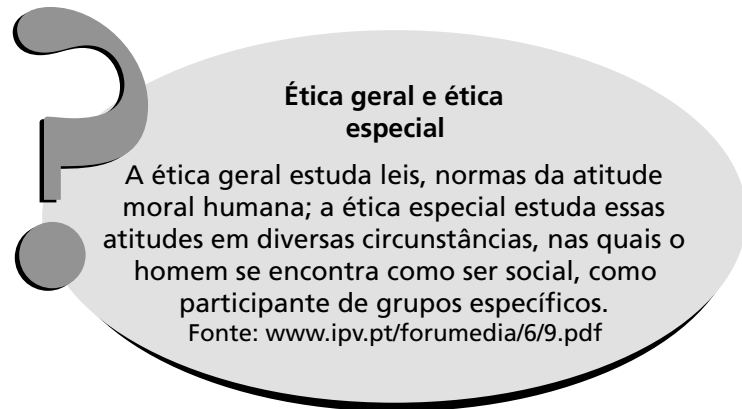 Ética geral e ética
especial
A ética geral estuda leis, normas da atitude
moral humana; a ética especial estuda essas
atitudes em diversas circunstâncias, nas quais o
homem se encontra como ser social, como
participante de grupos específicos.
Fonte: www.ipv.pt/forumedia/6/9.pdf